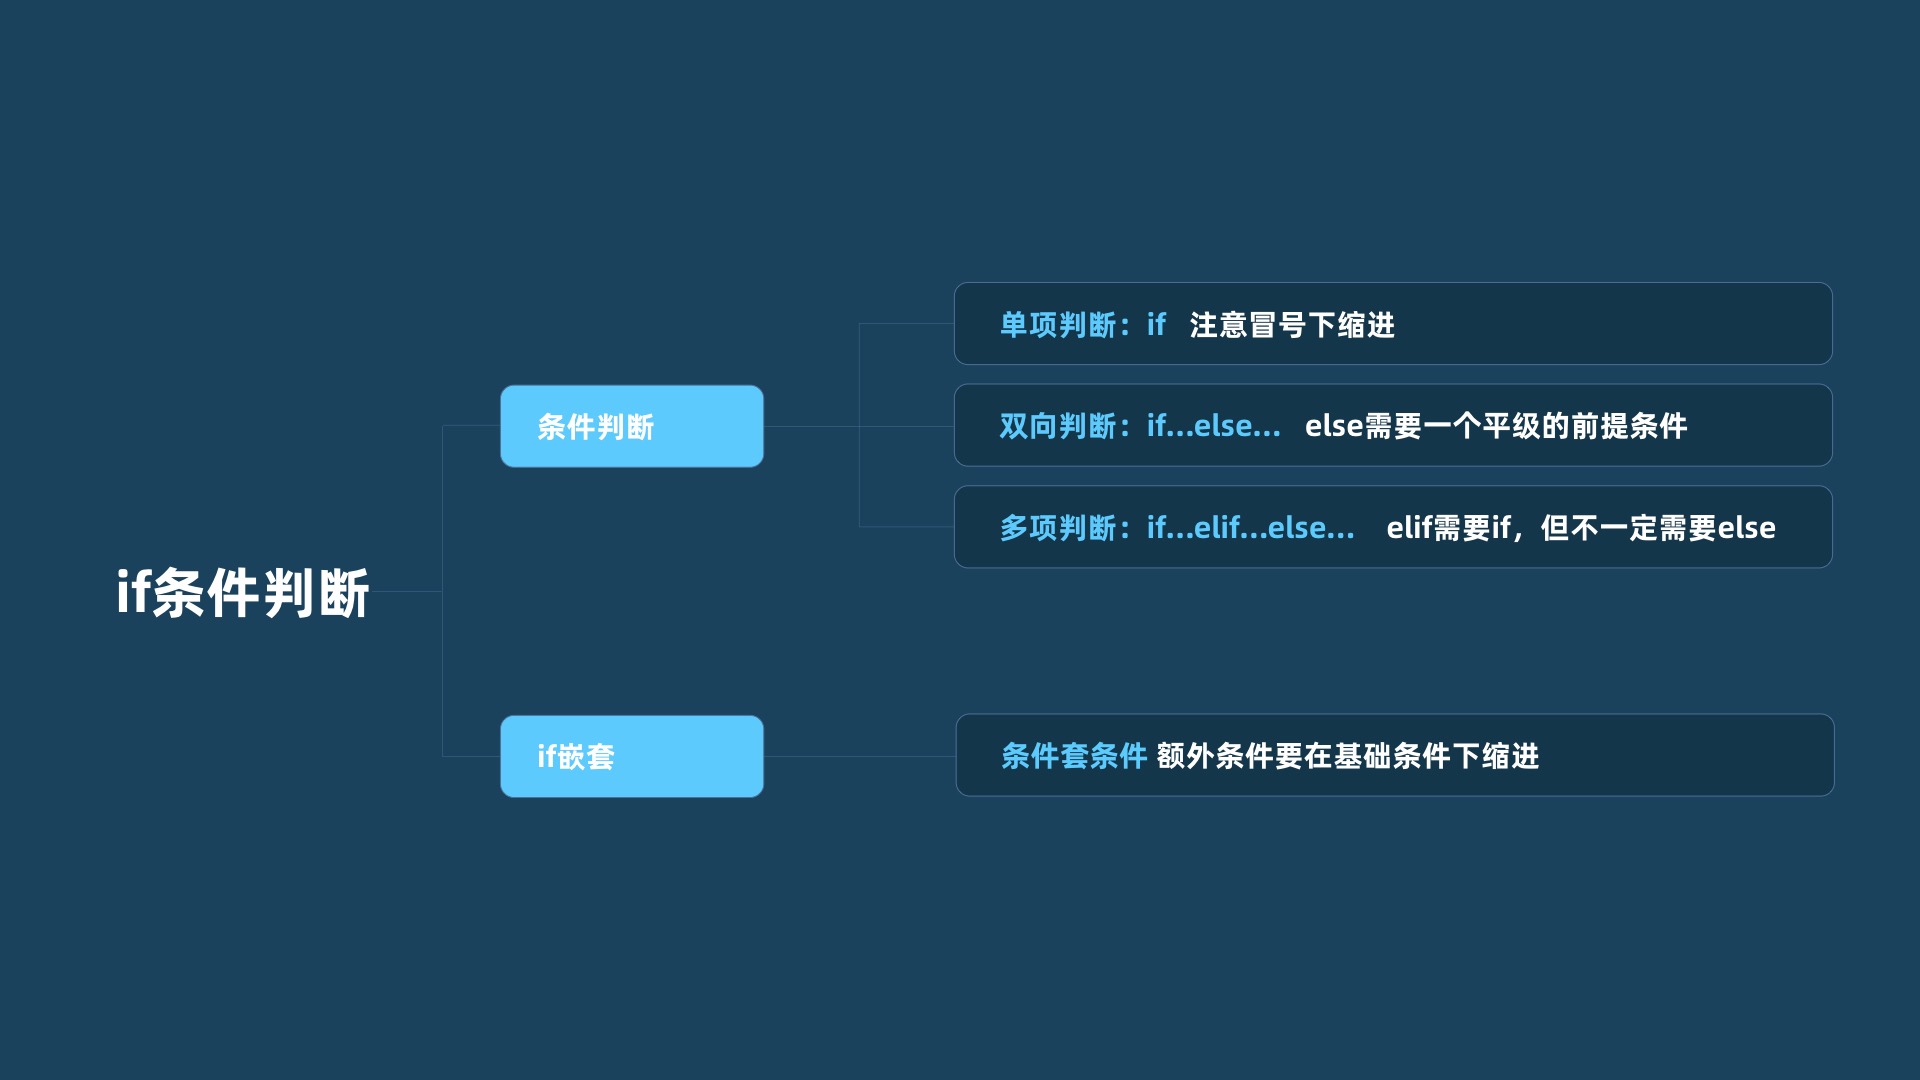 if条件判断
条件判断
单项判断：if 注意冒号下缩进
双向判断：if...else... else需要一个平级的前提条件
多项判断：if...elif...else... elif需要if，但不一定需要else
if嵌套
条件套条件 额外条件要在基础条件下缩进